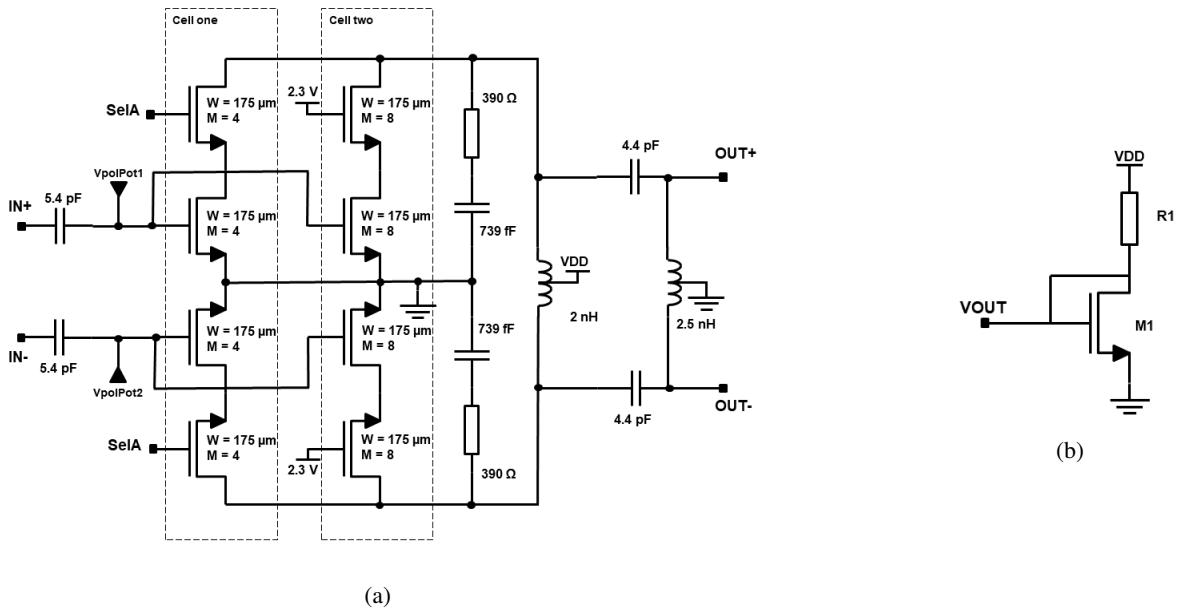 Cell one
Cell two
SelA
W = 175 µm
M = 4
2.3 V
W = 175 µm
M = 8
390 Ω
VpolPot1
IN+
5.4 pF
W = 175 µm
M = 4
W = 175 µm
M = 8
739 fF
4.4 pF
OUT+
VDD
2 nH
2.5 nH
IN-
5.4 pF
VpolPot2
W = 175 µm
M = 4
W = 175 µm
M = 8
739 fF
SelA
W = 175 µm
M = 4
2.3 V
W = 175 µm
M = 8
390 Ω
4.4 pF
OUT-
(a)
VDD
R1
VOUT
M1
(b)